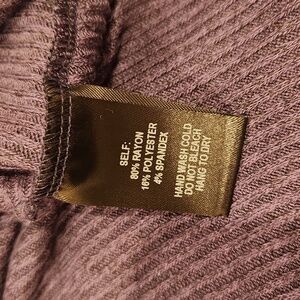 SELF:
80% RAYON
16% POLYESTER
4% SPANDEX
HAND WASH COLD
DO NOT BLEACH
HANG TO DRY